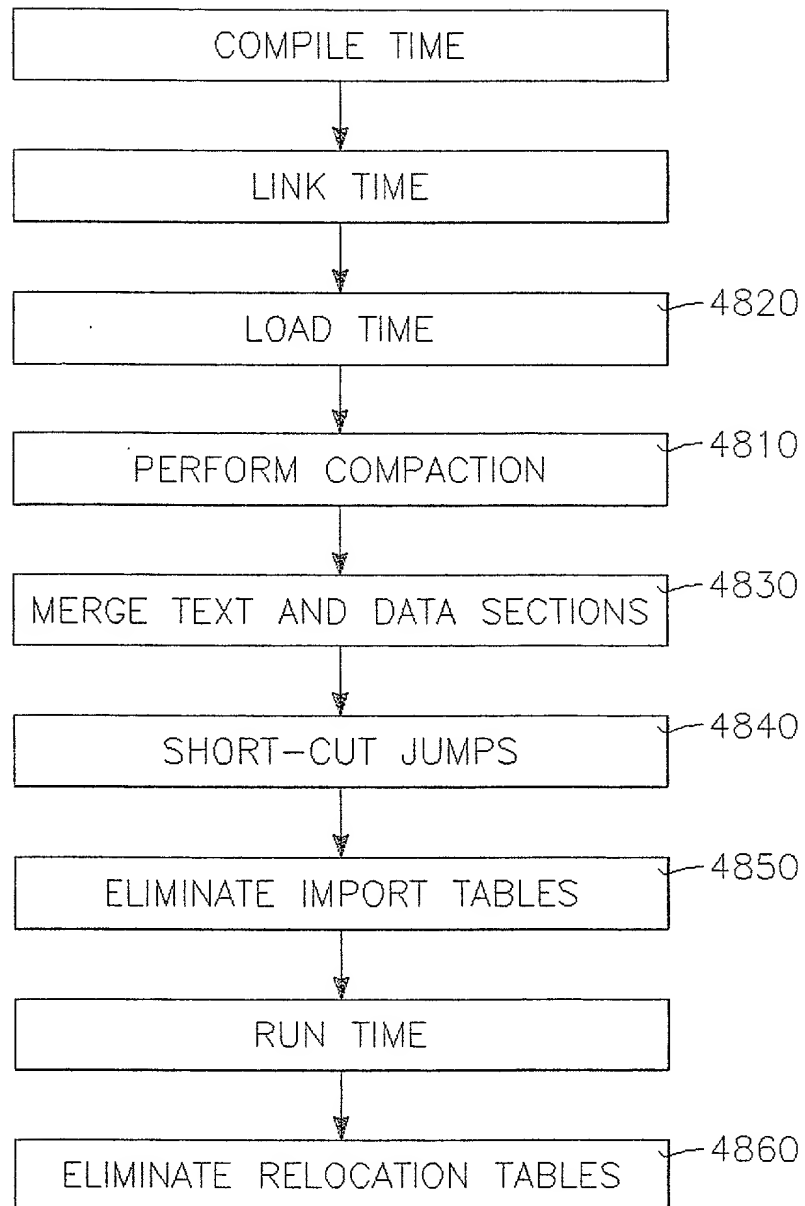 COMPILE TIME
LINK TIME
LOAD TIME
4820
PERFORM COMPACTION
4810
MERGE TEXT AND DATA SECTIONS
4830
SHORT-CUT JUMPS
4840
ELIMINATE IMPORT TABLES
4850
RUN TIME
ELIMINATE RELOCATION TABLES
4860